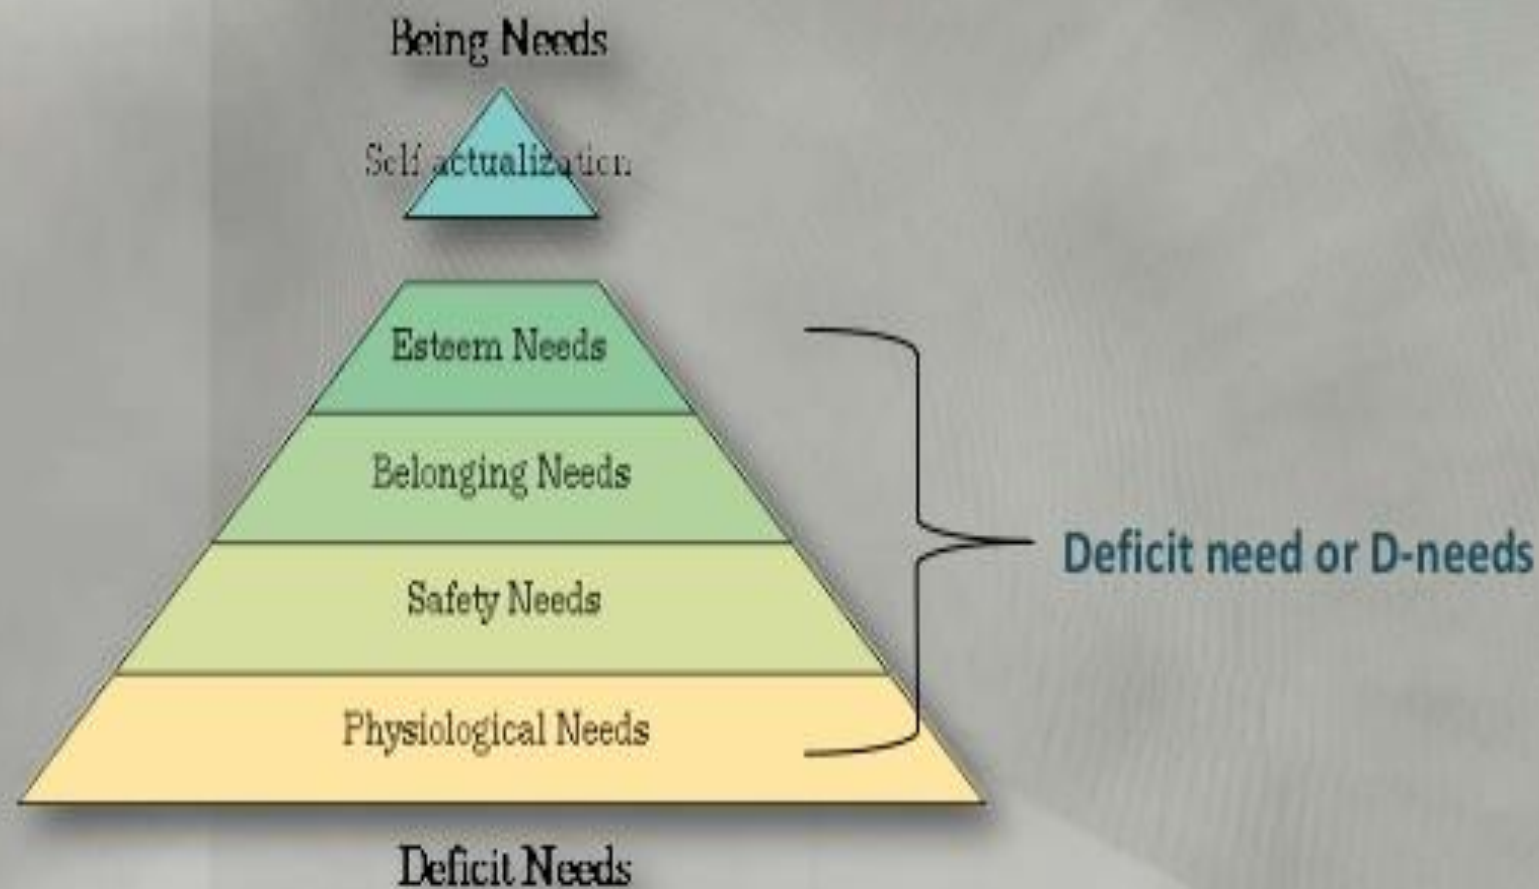 Being Needs
Self actualization
Esteem Needs
Belonging Needs
Safety Needs
Deficit need or D-needs
Physiological Needs
Deficit Needs